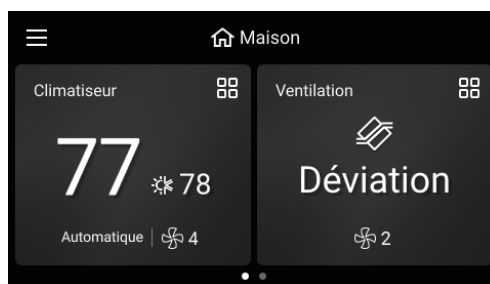 Maison
Climatiseur
77 78
Automatique 4
Ventilation
Déviation
2